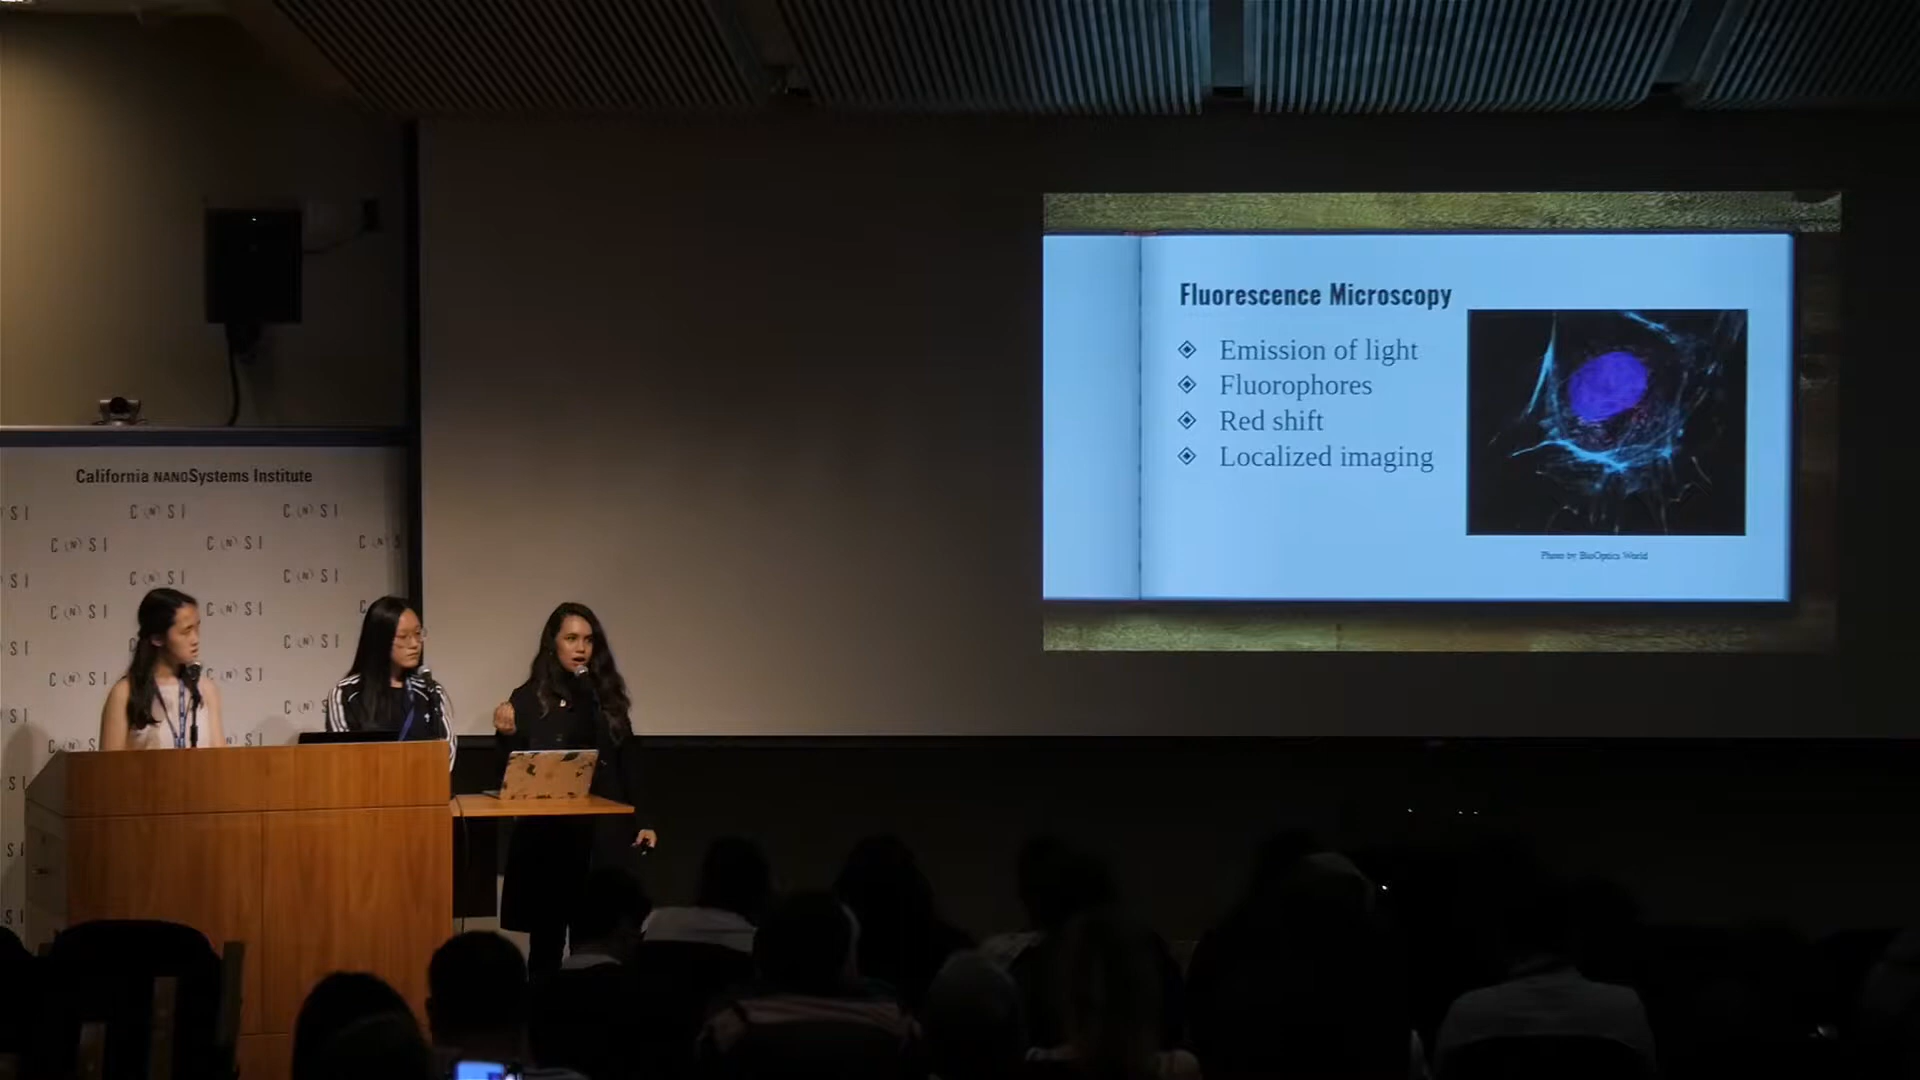 Fluorescence Microscopy
Emission of light
Fluorophores
Red shift
Localized imaging
Photo by BioOptics World
California NANOSystems Institute
S I C (N) S I C (N) S I
C (N) S I C (N) S I C (N) S
S I C (N) S I C (N) S I
C (N) S I C (N) S I C
S I C (N) S I
C (N) S I C (N) S I
S I C (N) S
C (N) S I (N) S I
S I
S I
S I